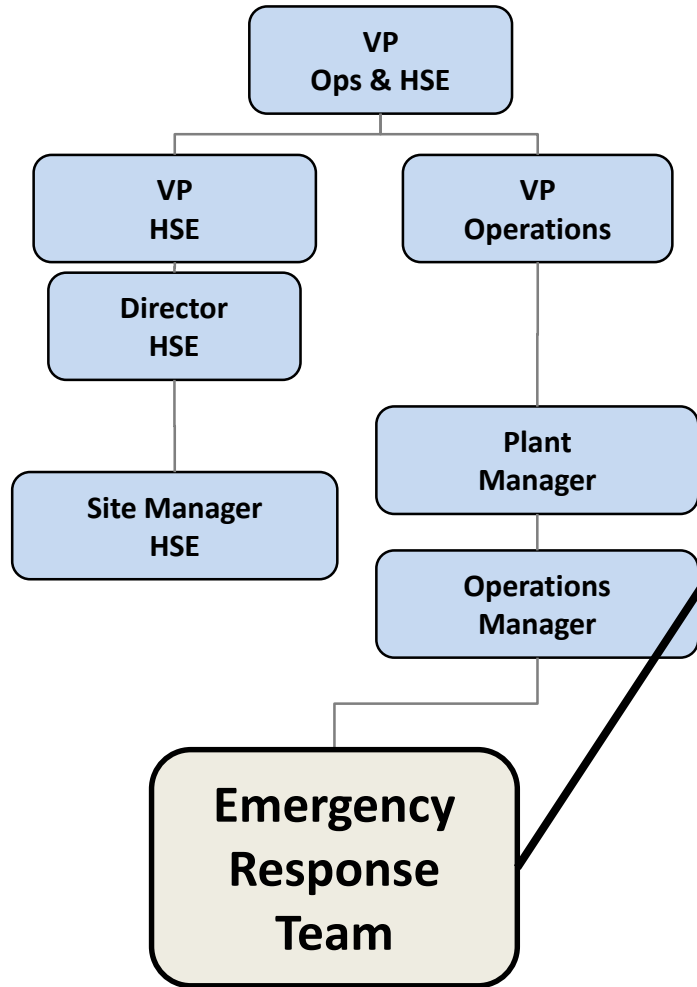 VP
Ops & HSE
VP
HSE
VP
Operations
Director
HSE
Plant
Manager
Site Manager
HSE
Operations
Manager
Emergency
Response
Team